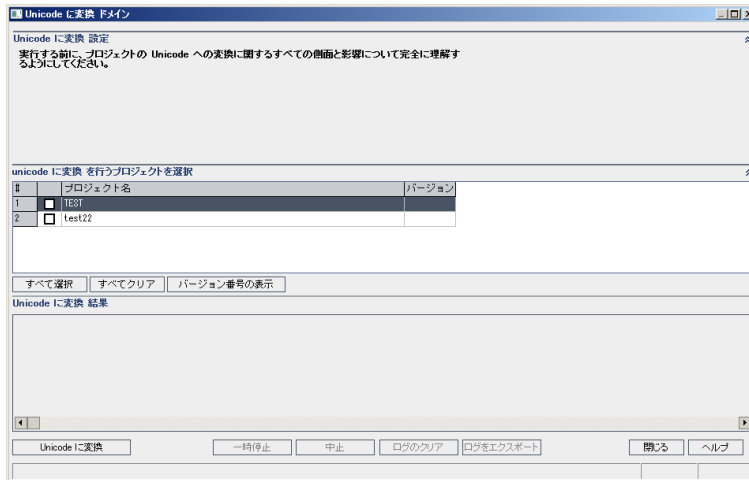 Unicode に変換 ドメイン
Unicode に変換 設定
実行する前に、プロジェクトの Unicode への変換に関するすべての側面と影響について完全に理解す
るようにしてください。
unicode に変換 を行うプロジェクトを選択
# プロジェクト名 バージョン
1 TEST
2 test22
すべて選択 すべてクリア バージョン番号の表示
Unicode に変換 結果
Unicode に変換 一時停止 中止 ログのクリア ログをエクスポート 閉じる ヘルプ